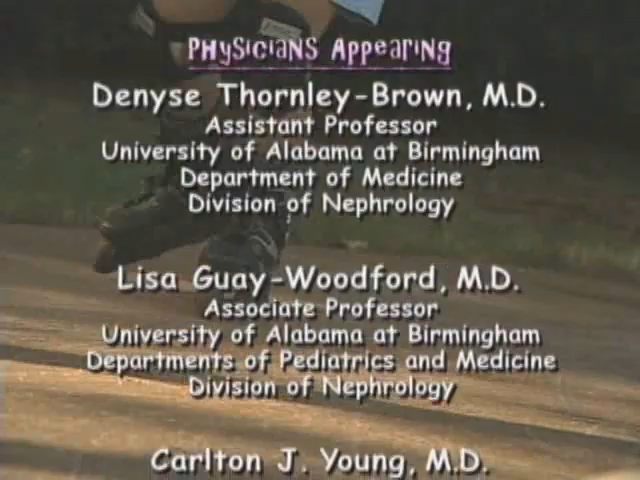 PHYSiCiANS APPeARiNg
Denyse Thornley-Brown, M.D.
Assistant Professor
University of Alabama at Birmingham
Department of Medicine
Division of Nephrology
Lisa Guay-Woodford, M.D.
Associate Professor
University of Alabama at Birmingham
Departments of Pediatrics and Medicine
Division of Nephrology
Carlton J. Young, M.D.